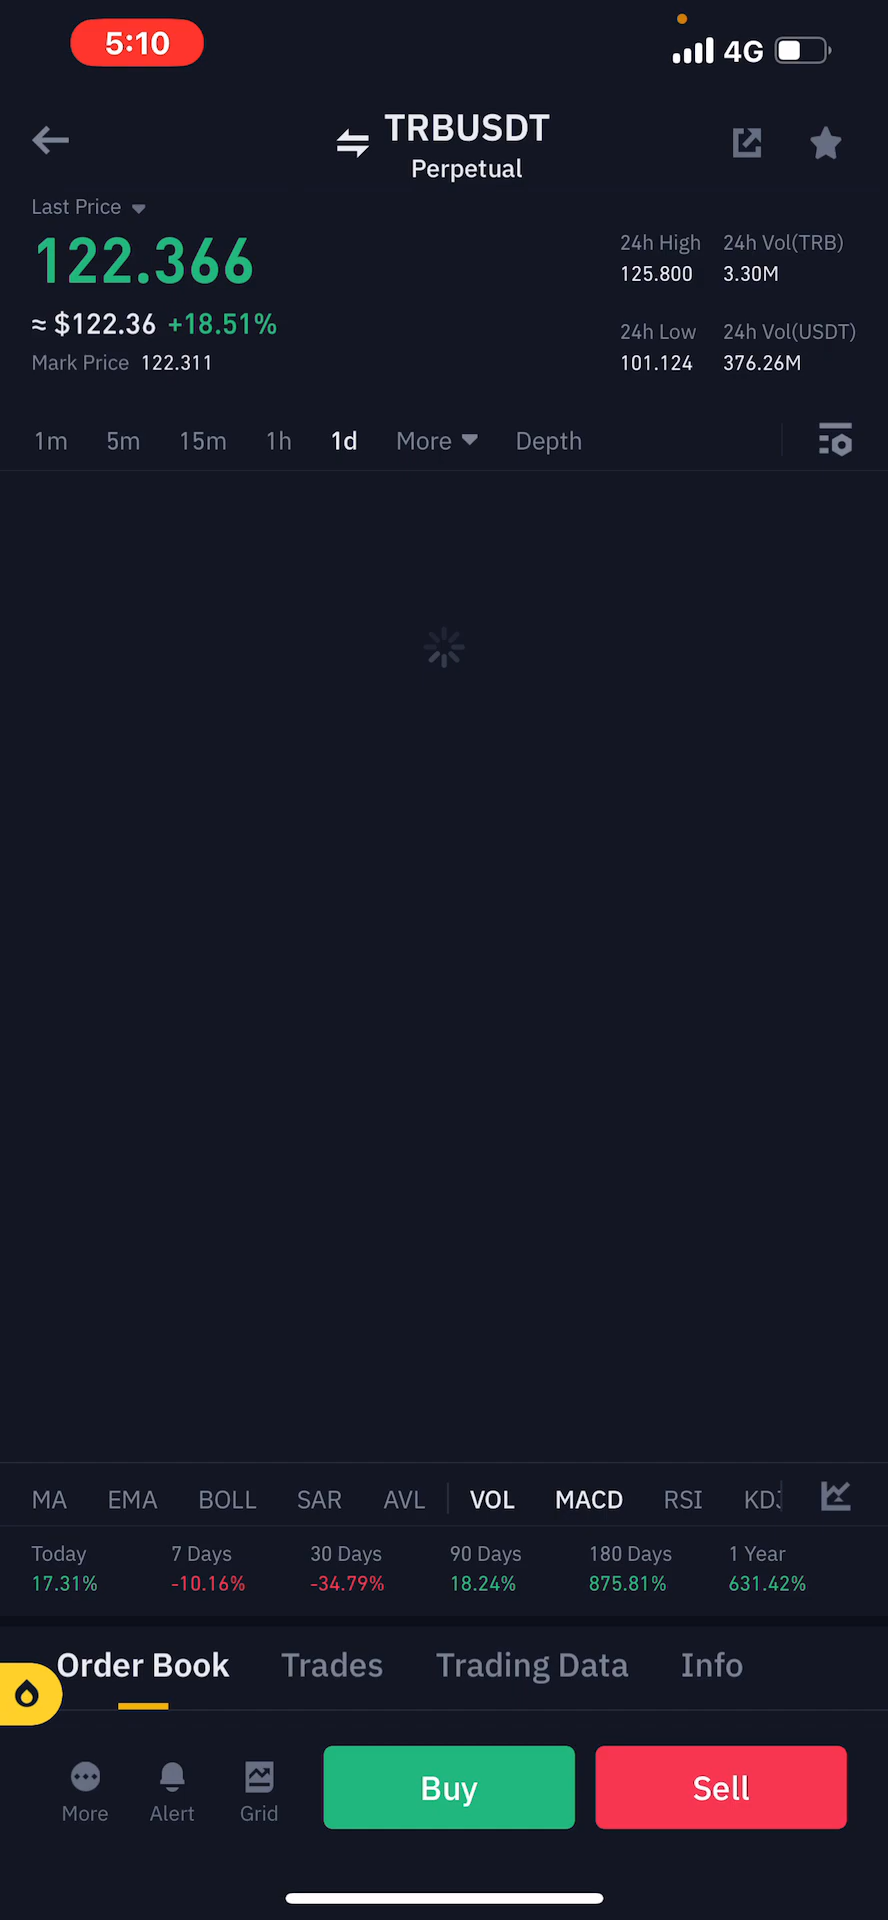 5:10
4G
TRBUSDT
Perpetual
Last Price
122.366
≈ $122.36 +18.51%
Mark Price 122.311
24h High 24h Vol(TRB)
125.800 3.30M
24h Low 24h Vol(USDT)
101.124 376.26M
1m 5m 15m 1h 1d More Depth
MA EMA BOLL SAR AVL VOL MACD RSI KDJ
Today 7 Days 30 Days 90 Days 180 Days 1 Year
17.31% -10.16% -34.79% 18.24% 875.81% 631.42%
Order Book Trades Trading Data Info
More Alert Grid Buy Sell